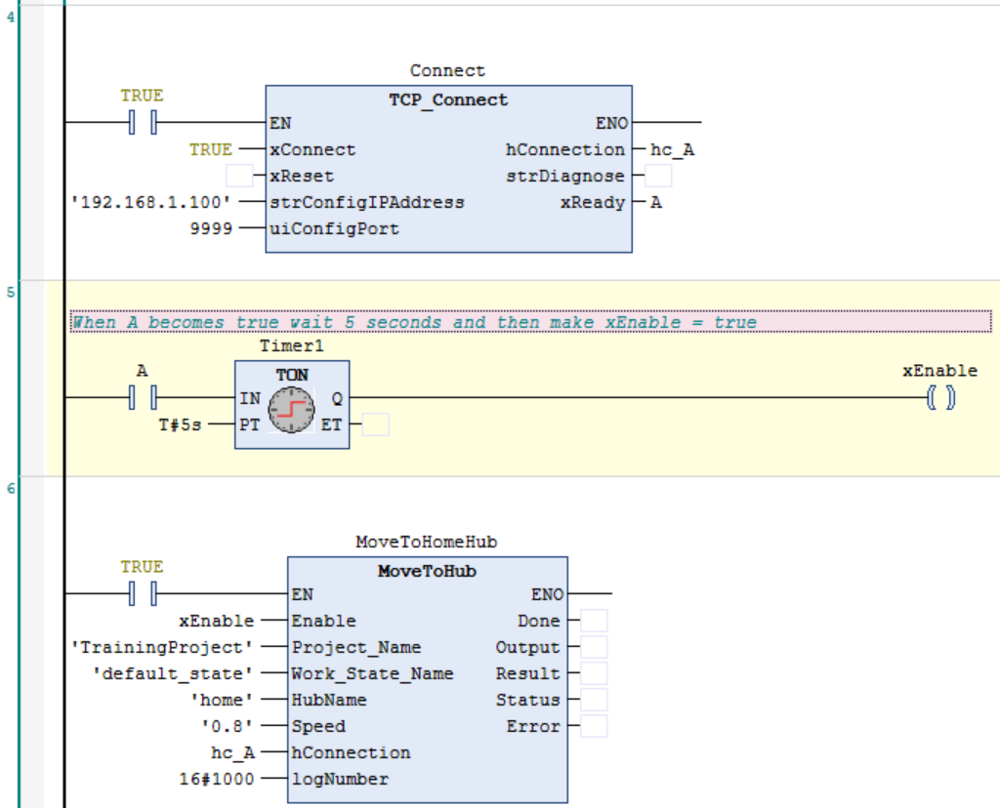 4
Connect
TCP_Connect
TRUE
EN ENO
TRUE xConnect hConnection hc_A
xReset strDiagnose
'192.168.1.100' strConfigIPAddress xReady A
9999 uiConfigPort
5
When A becomes true wait 5 seconds and then make xEnable = true
Timer1
A TON xEnable
IN Q
T#5s PT ET
6
MoveToHomeHub
TRUE MoveToHub
EN ENO
xEnable Enable Done
'TrainingProject' Project_Name Output
'default_state' Work_State_Name Result
'home' HubName Status
'0.8' Speed Error
hc_A hConnection
16#1000 logNumber